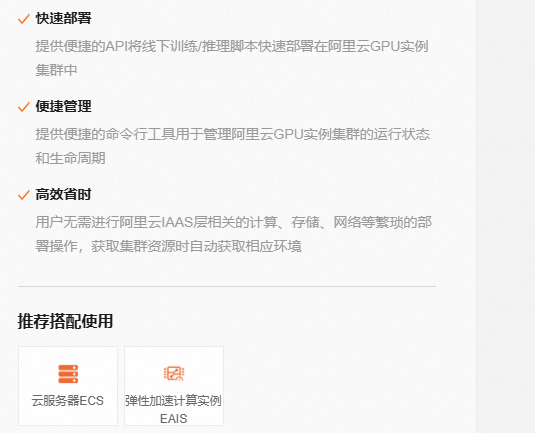 快速部署
提供便捷的API将线下训练/推理脚本快速部署在阿里云GPU实例
集群中
便捷管理
提供便捷的命令行工具用于管理阿里云GPU实例集群的运行状态
和生命周期
高效省时
用户无需进行阿里云IAAS层相关的计算、存储、网络等繁琐的部
署操作，获取集群资源时自动获取相应环境
推荐搭配使用
云服务器ECS
弹性加速计算实例
EAIS